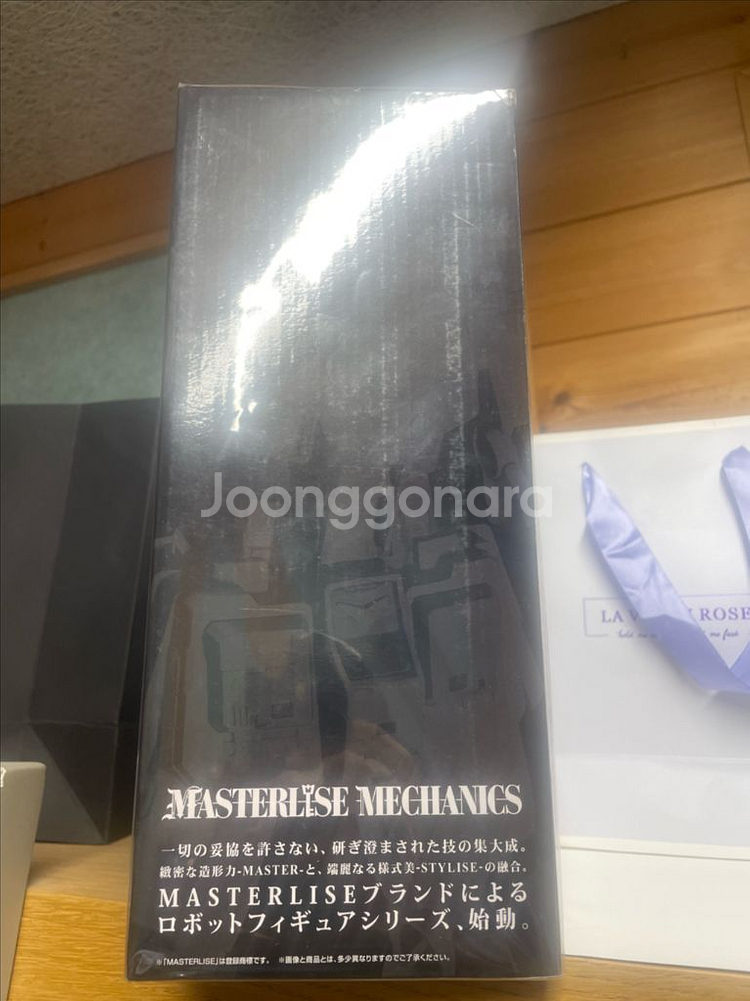 Joonggonara
LA V
ROSE
MASTERLISE MECHANICS
一切の妥協を許さない、研ぎ澄まされた技の集大成。
緻密な造形力-MASTER-と、端麗なる様式美-STYLISE-の融合。
MASTERLISEブランドによる
ロボットフィギュアシリーズ、始動。
※「MASTERLISE」は登録商標です。 ※画像と商品とは、多少異なりますのでご了承ください。